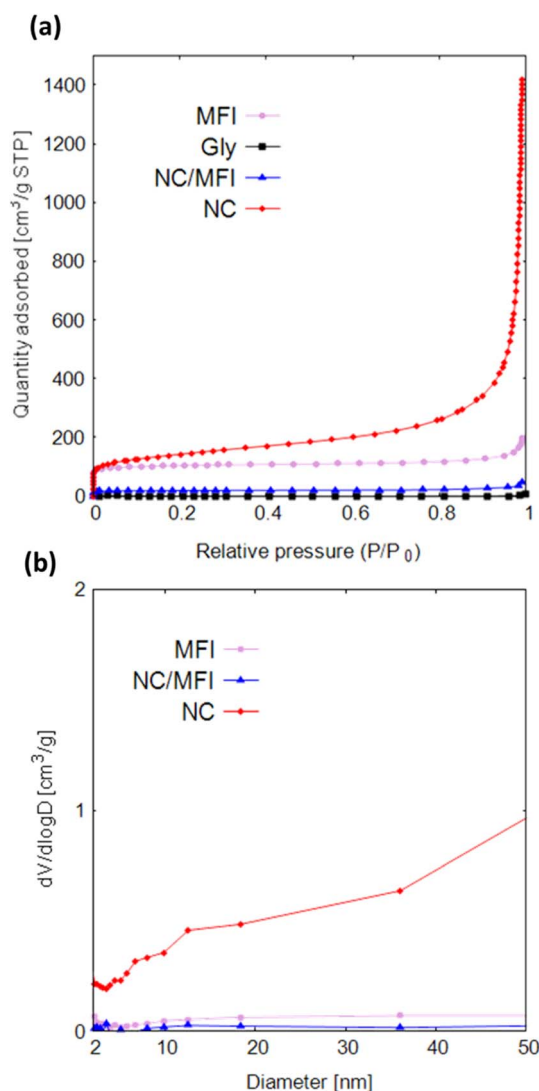 (a)
Quantity adsorbed [cm³/g STP]
1400
1200
1000
800
600
400
200
0
MFI
Gly
NC/MFI
NC
0 0.2 0.4 0.6 0.8 1
Relative pressure (P/P₀)
(b)
dV/dlogD [cm³/g]
2
1
0
MFI
NC/MFI
NC
2 10 20 30 40 50
Diameter [nm]